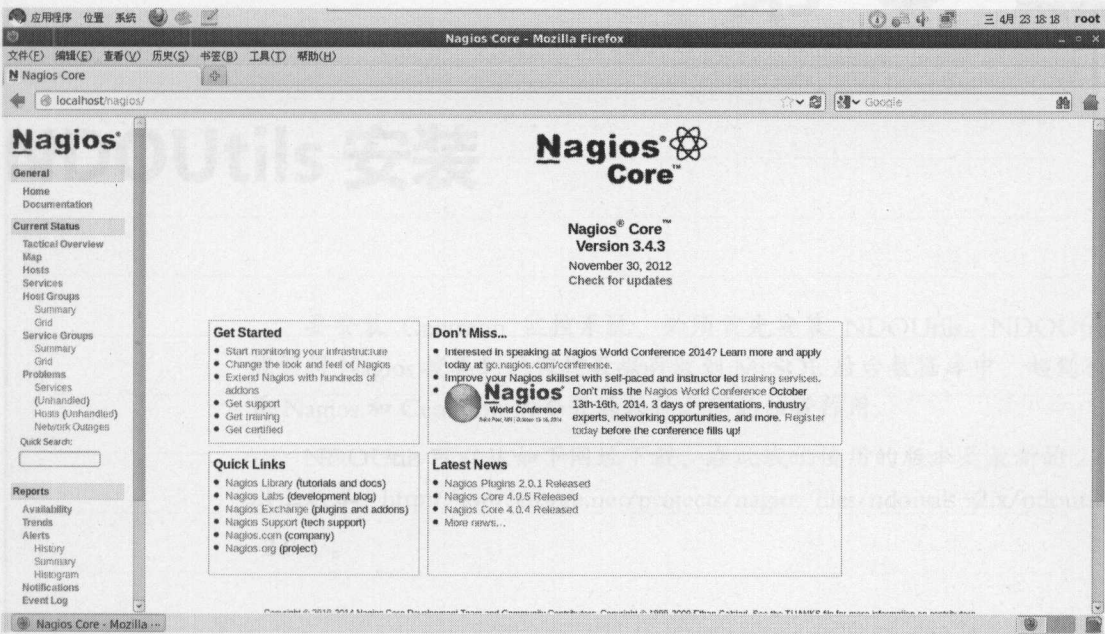 应用程序 位置 系统
三 4月 23 18:18 root
Nagios Core - Mozilla Firefox
文件(F) 编辑(E) 查看(V) 历史(S) 书签(B) 工具(T) 帮助(H)
Nagios Core
localhost/nagios/
Google
Nagios®
General
Home
Documentation
Current Status
Tactical Overview
Map
Hosts
Services
Host Groups
Summary
Grid
Service Groups
Summary
Grid
Problems
Services
(Unhandled)
Hosts (Unhandled)
Network Outages
Quick Search:
Reports
Availability
Trends
Alerts
History
Summary
Histogram
Notifications
Event Log
Nagios®
Core™
Nagios® Core™
Version 3.4.3
November 30, 2012
Check for updates
Get Started
• Start monitoring your infrastructure
• Change the look and feel of Nagios
• Extend Nagios with hundreds of
addons
• Get support
• Get training
• Get certified
Don't Miss...
• Interested in speaking at Nagios World Conference 2014? Learn more and apply
today at go.nagios.com/conference.
• Improve your Nagios skillset with self-paced and instructor led training services.
• Nagios®
World Conference
Don't miss the Nagios World Conference October
13th-16th, 2014. 3 days of presentations, industry
experts, networking opportunities, and more. Register
today before the conference fills up!
Quick Links
• Nagios Library (tutorials and docs)
• Nagios Labs (development blog)
• Nagios Exchange (plugins and addons)
• Nagios Support (tech support)
• Nagios.com (company)
• Nagios.org (project)
Latest News
• Nagios Plugins 2.0.1 Released
• Nagios Core 4.0.5 Released
• Nagios Core 4.0.4 Released
• More news...
Nagios Core - Mozilla ...
NDOUtils 安装